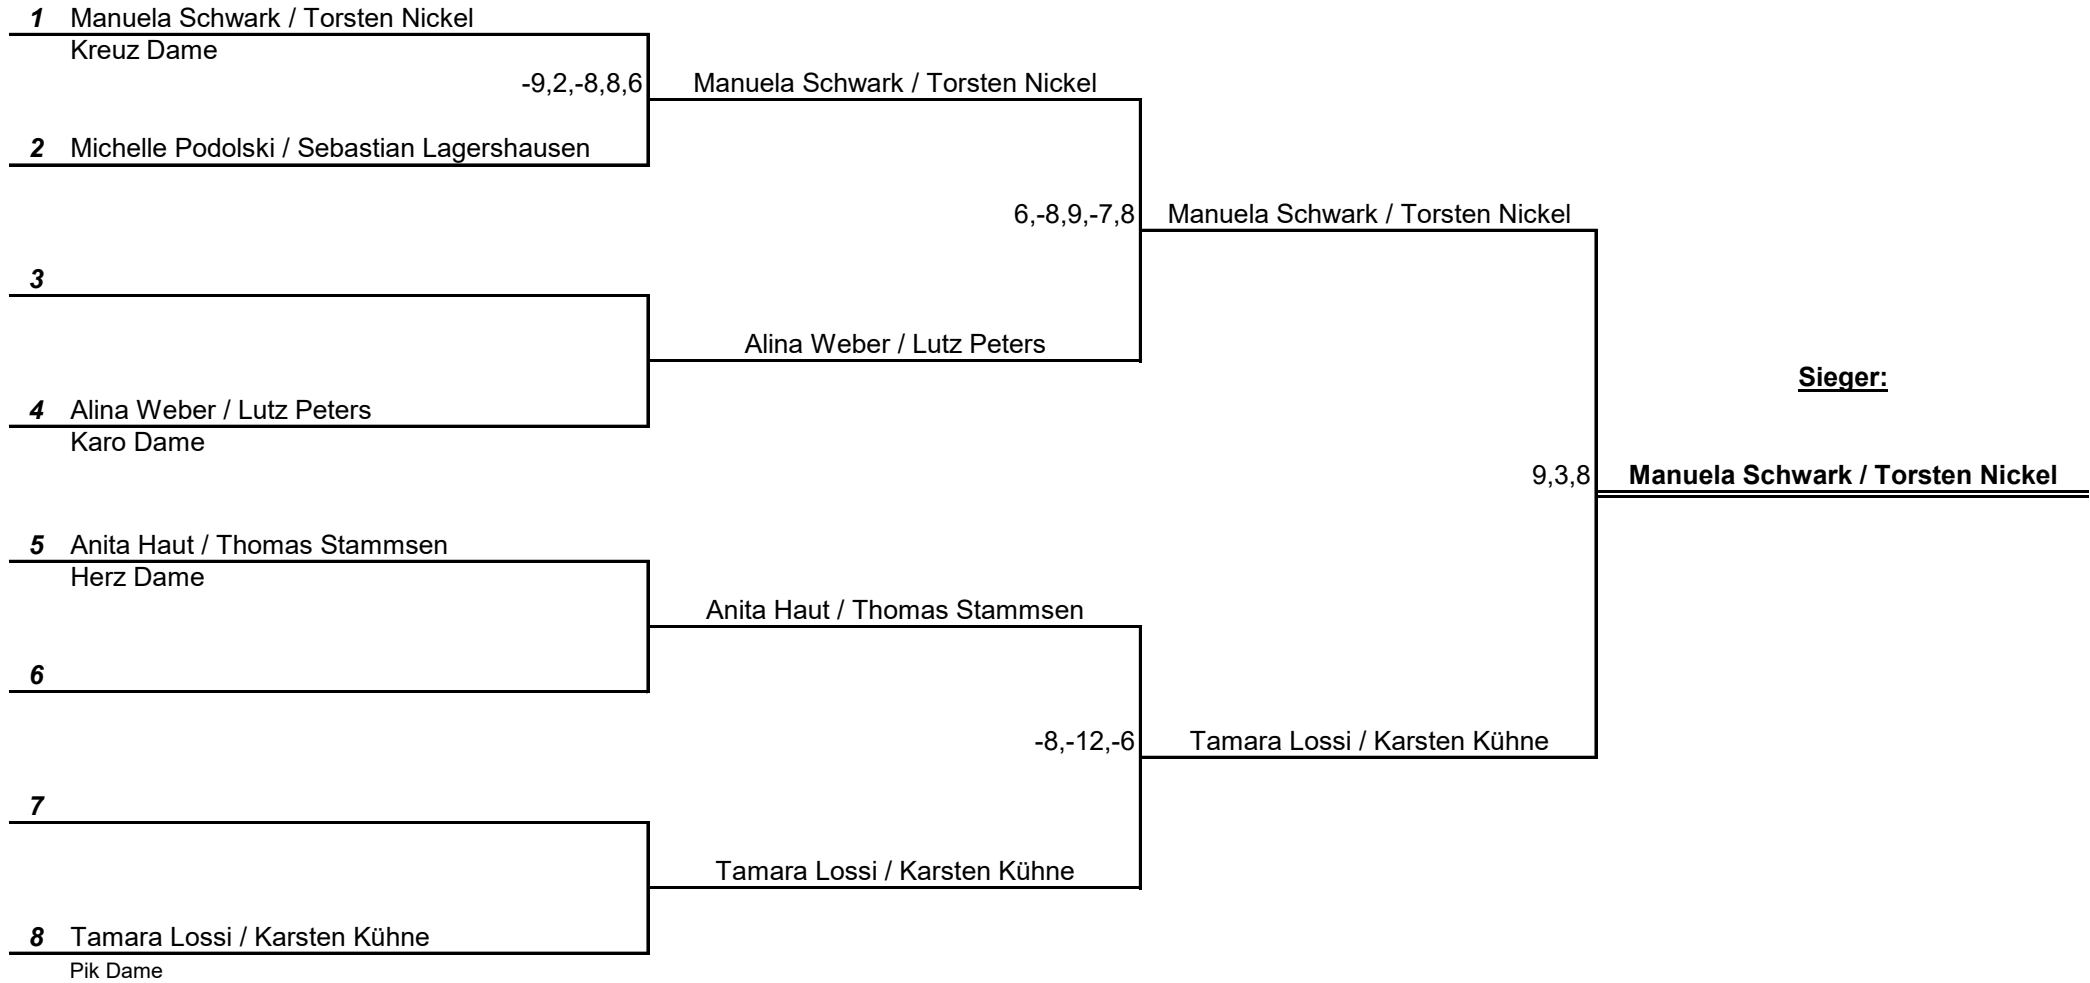 1 Manuela Schwark / Torsten Nickel
Kreuz Dame
-9,2,-8,8,6 Manuela Schwark / Torsten Nickel
2 Michelle Podolski / Sebastian Lagershausen
6,-8,9,-7,8 Manuela Schwark / Torsten Nickel
3
Alina Weber / Lutz Peters
Sieger:
4 Alina Weber / Lutz Peters
Karo Dame
9,3,8 Manuela Schwark / Torsten Nickel
5 Anita Haut / Thomas Stammsen
Herz Dame
Anita Haut / Thomas Stammsen
6
-8,-12,-6 Tamara Lossi / Karsten Kühne
7
Tamara Lossi / Karsten Kühne
8 Tamara Lossi / Karsten Kühne
Pik Dame